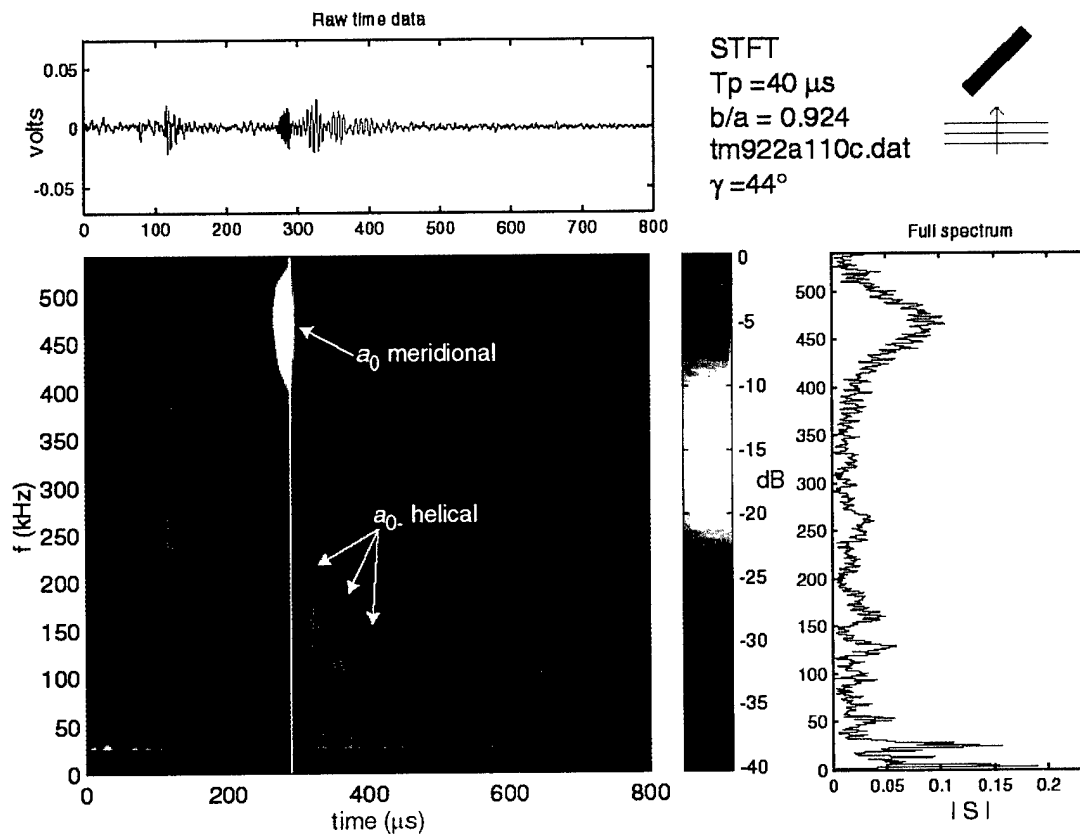 Raw time data
0.05
0
-0.05
volts
0 100 200 300 400 500 600 700 800
STFT
Tp =40 μs
b/a = 0.924
tm922a110c.dat
γ =44°
500
450
400
350
300
250
200
150
100
50
0
f (kHz)
a0 meridional
a0- helical
0 200 400 600 800
time (μs)
0
-5
-10
-15
-20
-25
-30
-35
-40
dB
Full spectrum
500
450
400
350
300
250
200
150
100
50
0
0 0.05 0.1 0.15 0.2
| S |